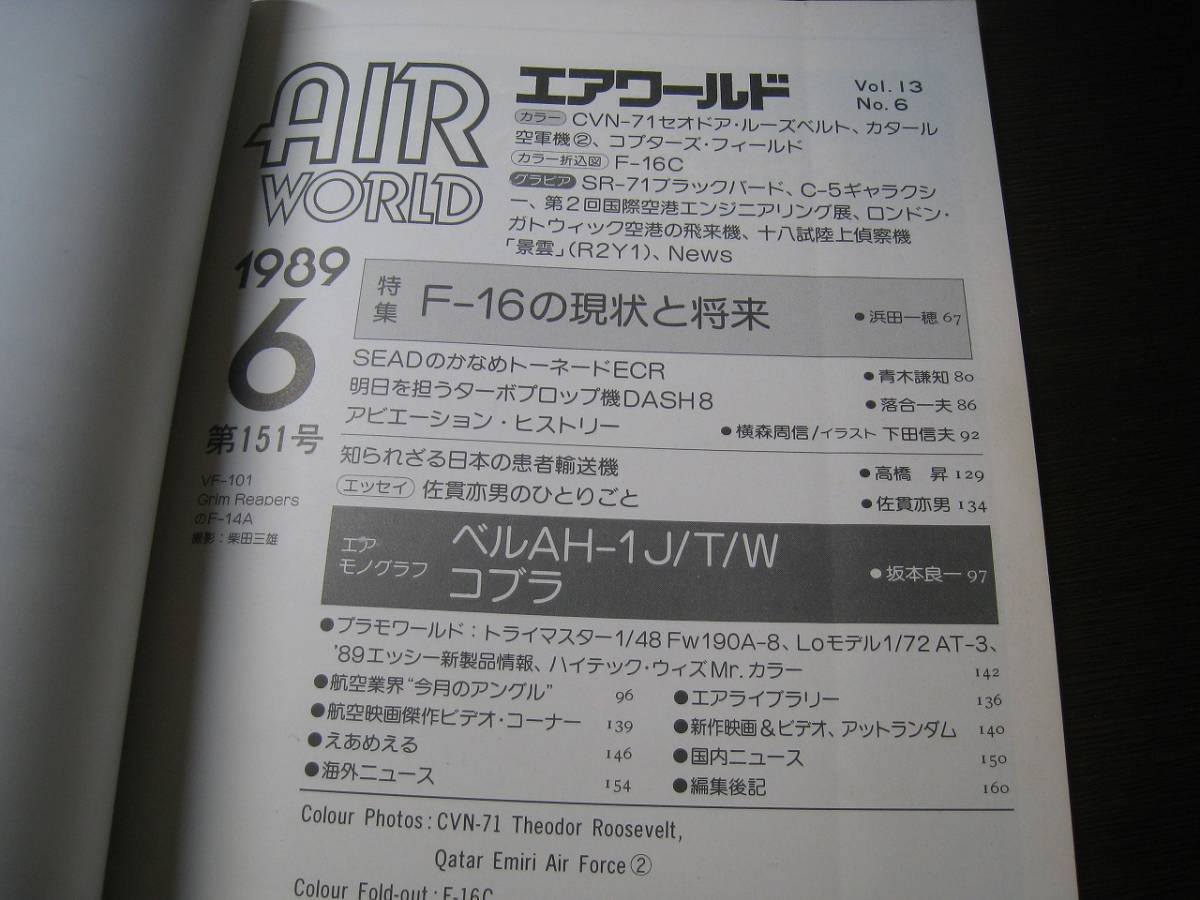 AIR
WORLD
1989
6
第151号
VF-101
Grim Reapers
のF-14A
撮影：柴田三雄
エアワールド
Vol. 13
No. 6
カラー CVN-71セオドア・ルーズベルト、カタール
空軍機②、コプターズ・フィールド
カラー折込図 F-16C
グラビア SR-71ブラックバード、C-5ギャラクシ
ー、第2回国際空港エンジニアリング展、ロンドン・
ガトウィック空港の飛来機、十八試陸上偵察機
「景雲」(R2Y1)、News
特集 F-16の現状と将来 ●浜田一穂 67
SEADのかなめトーネードECR ●青木謙知 80
明日を担うターボプロップ機DASH8 ●落合一夫 86
アビエーション・ヒストリー ●横森周信/イラスト 下田信夫 92
知られざる日本の患者輸送機 ●高橋 昇 129
エッセイ 佐貫亦男のひとりごと ●佐貫亦男 134
エア
モノグラフ
ベルAH-1J/T/W
コブラ
●坂本良一 97
●プラモワールド：トライマスター1/48 Fw190A-8、Loモデル1/72 AT-3、
'89エッシー新製品情報、ハイテック・ウィズMr. カラー 142
●航空業界“今月のアングル” 96
●航空映画傑作ビデオ・コーナー 139
●えあめえる 146
●海外ニュース 154
●エアライブラリー 136
●新作映画＆ビデオ、アットランダム 140
●国内ニュース 150
●編集後記 160
Colour Photos : CVN-71 Theodor Roosevelt,
Qatar Emiri Air Force ②
Colour Fold-out : F-16C